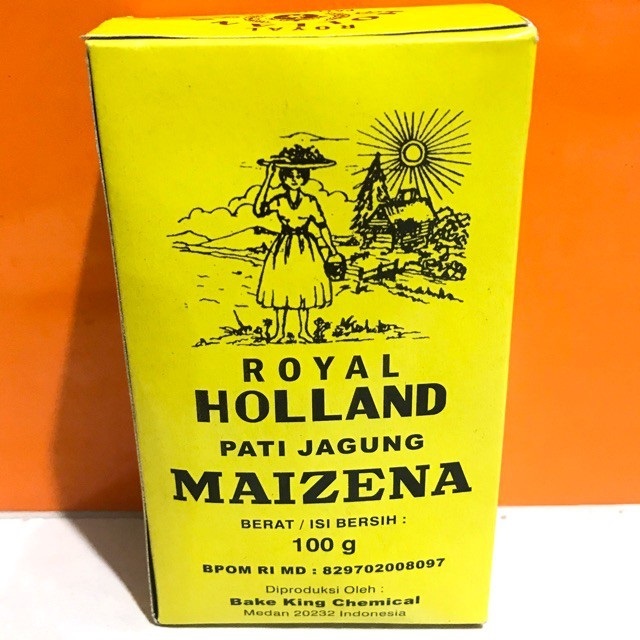 ROYAL
ROYAL
HOLLAND
PATI JAGUNG
MAIZENA
BERAT / ISI BERSIH :
100 g
BPOM RI MD : 829702008097
Diproduksi Oleh :
Bake King Chemical
Medan 20232 Indonesia